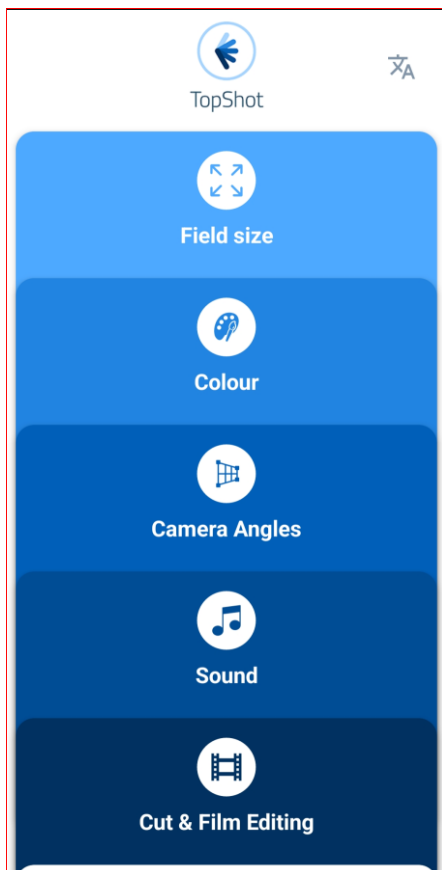 TopShot
Field size
Colour
Camera Angles
Sound
Cut & Film Editing